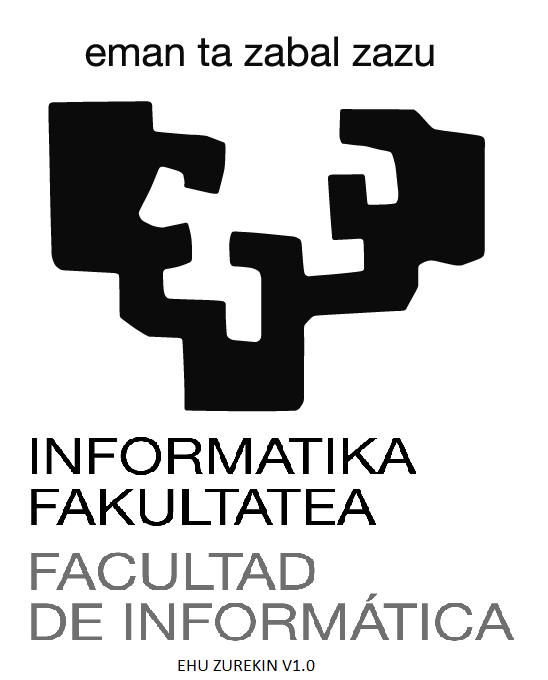 eman ta zabal zazu
INFORMATIKA
FAKULTATEA
FACULTAD
DE INFORMÁTICA
EHU ZUREKIN V1.0